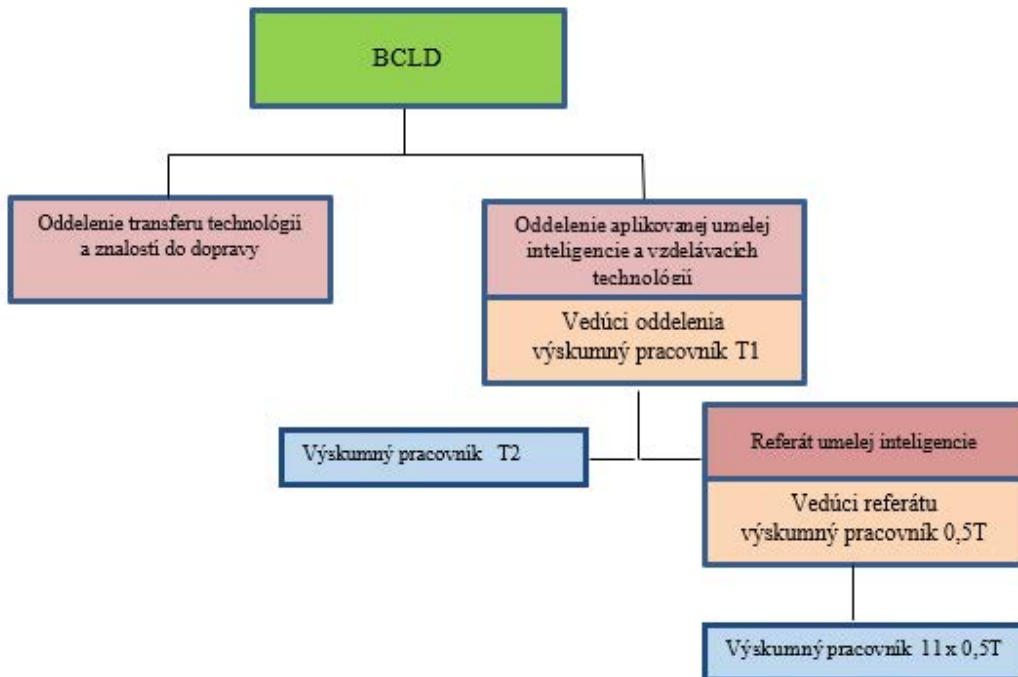 BCLD
Oddelenie transferu technológií
a znalostí do dopravy
Oddelenie aplikovanej umelej
inteligencie a vzdelávacích
technológií
Vedúci oddelenia
výskumný pracovník T1
Výskumný pracovník T2
Referát umelej inteligencie
Vedúci referátu
výskumný pracovník 0,5T
Výskumný pracovník 11 x 0,5T